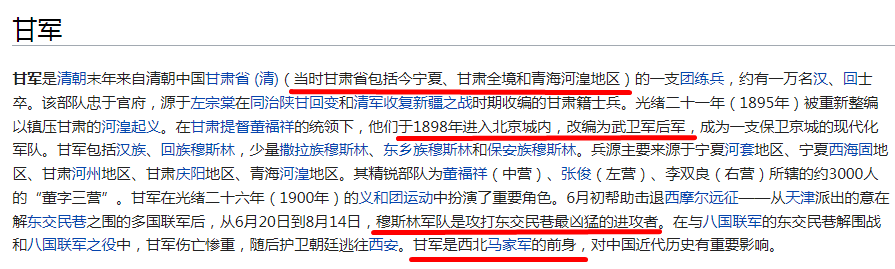 甘军
甘军是清朝末年来自清朝中国甘肃省 (清)（当时甘肃省包括今宁夏、甘肃全境和青海河湟地区）的一支团练兵，约有一万名汉、回士
卒。该部队忠于官府，源于左宗棠在同治陕甘回变和清军收复新疆之战时期收编的甘肃籍士兵。光绪二十一年（1895年）被重新整编
以镇压甘肃的河湟起义。在甘肃提督董福祥的统领下，他们于1898年进入北京城内，改编为武卫军后军，成为一支保卫京城的现代化
军队。甘军包括汉族、回族穆斯林，少量撒拉族穆斯林、东乡族穆斯林和保安族穆斯林。兵源主要来源于宁夏河套地区、宁夏西海固地
区、甘肃河州地区、甘肃庆阳地区、青海河湟地区。其精锐部队为董福祥（中营）、张俊（左营）、李双良（右营）所辖的约3000人
的“董字三营”。甘军在光绪二十六年（1900年）的义和团运动中扮演了重要角色。6月初帮助击退西摩尔远征——从天津派出的意在
解东交民巷之围的多国联军后，从6月20日到8月14日，穆斯林军队是攻打东交民巷最凶猛的进攻者。在与八国联军的东交民巷解围战
和八国联军之役中，甘军伤亡惨重，随后护卫朝廷逃往西安。甘军是西北马家军的前身，对中国近代历史有重要影响。